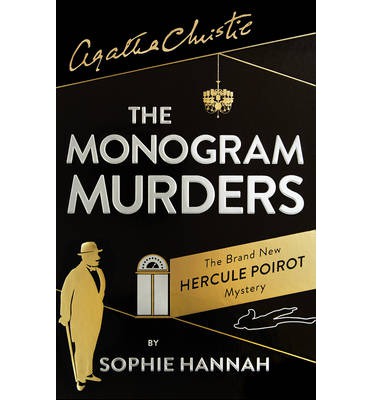 Agatha Christie
THE
MONOGRAM
MURDERS
The Brand New
HERCULE POIROT
Mystery
BY
SOPHIE HANNAH